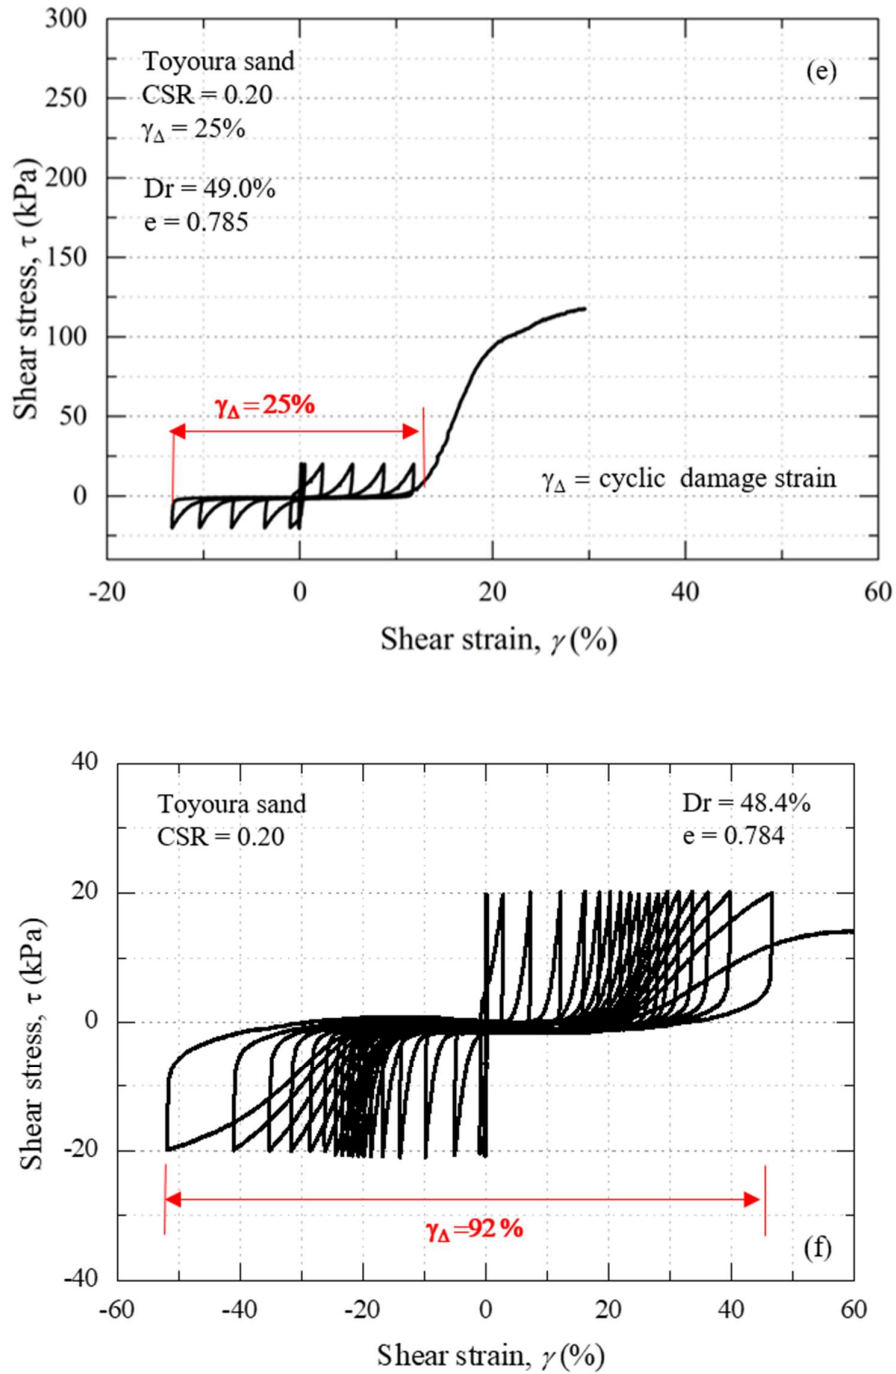 300
250
200
150
100
50
0
Shear stress, τ (kPa)
Toyoura sand
CSR = 0.20
γΔ = 25%
Dr = 49.0%
e = 0.785
(e)
γΔ = 25%
γΔ = cyclic damage strain
-20 0 20 40 60
Shear strain, γ (%)
40
20
0
-20
-40
Shear stress, τ (kPa)
Toyoura sand
CSR = 0.20
Dr = 48.4%
e = 0.784
γΔ=92%
(f)
-60 -40 -20 0 20 40 60
Shear strain, γ (%)